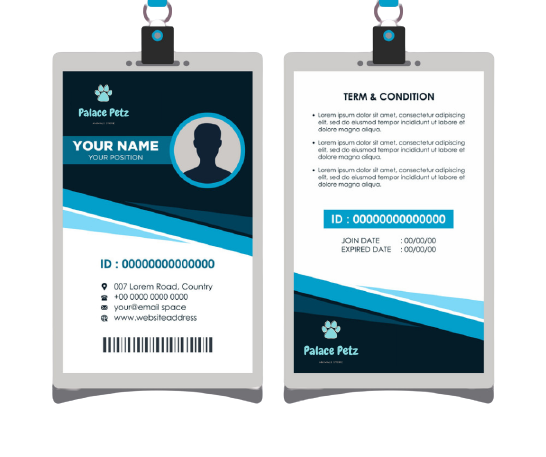 Palace Petz
YOUR NAME
YOUR POSITION
ID : 00000000000000
007 Lorem Road, Country
+00 0000 0000 0000
your@email space
www.websiteaddress
TERM & CONDITION
• Lorem ipsum dolor sit amet, consectetur adipiscing
elit, sed do eiusmod tempor incididunt ut labore et
dolore magna aliqua.
• Lorem ipsum dolor sit amet, consectetur adipiscing
elit, sed do eiusmod tempor incididunt ut labore et
dolore magna aliqua.
• Lorem ipsum dolor sit amet, consectetur adipiscing
elit, sed do eiusmod tempor incididunt ut labore et
dolore magna aliqua.
ID : 00000000000000
JOIN DATE : 00/00/00
EXPIRED DATE : 00/00/00
Palace Petz